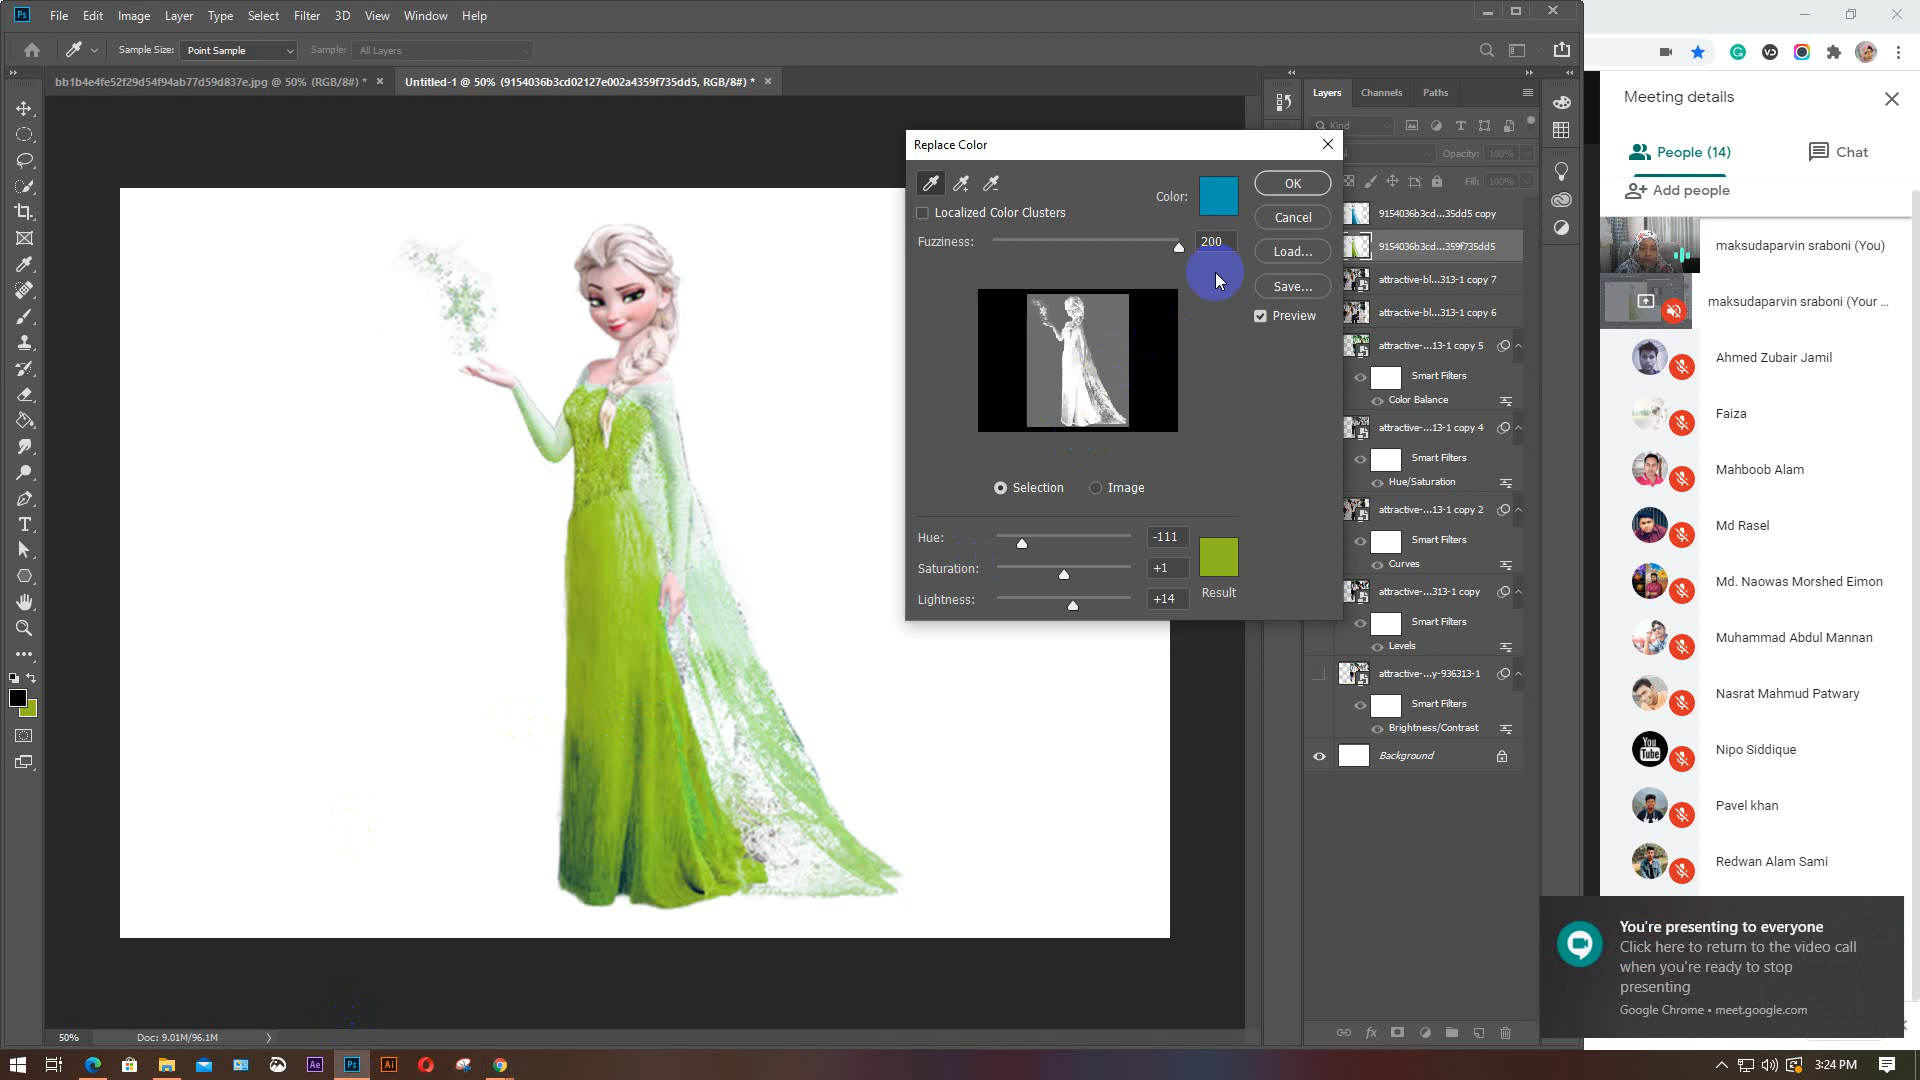 Ps File Edit Image Layer Type Select Filter 3D View Window Help
Sample Size: Point Sample Sample: All Layers
bb1b4e4fe52f29d54f94ab77d59d837e.jpg @ 50% (RGB/8#) *
Untitled-1 @ 50% (9154036b3cd02127e002a4359f735dd5, RGB/8#) *
Replace Color
Localized Color Clusters
Color:
Fuzziness: 200
OK
Cancel
Load...
Save...
Preview
Selection Image
Hue: -111
Saturation: +1
Lightness: +14
Result
Layers Channels Paths
Kind
Opacity: 100%
Fill: 100%
9154036b3cd...35dd5 copy
9154036b3cd...359f735dd5
attractive-bl...313-1 copy 7
attractive-bl...313-1 copy 6
attractive-...13-1 copy 5
Smart Filters
Color Balance
attractive-...13-1 copy 4
Smart Filters
Hue/Saturation
attractive-...13-1 copy 2
Smart Filters
Curves
attractive-...313-1 copy
Smart Filters
Levels
attractive-...y-936313-1
Smart Filters
Brightness/Contrast
Background
50% Doc: 9.01M/96.1M
Meeting details
People (14) Chat
Add people
maksudaparvin sraboni (You)
maksudaparvin sraboni (Your ...
Ahmed Zubair Jamil
Faiza
Mahboob Alam
Md Rasel
Md. Naowas Morshed Eimon
Muhammad Abdul Mannan
Nasrat Mahmud Patwary
You Tube
Nipo Siddique
Pavel khan
Redwan Alam Sami
You're presenting to everyone
Click here to return to the video call
when you're ready to stop
presenting
Google Chrome • meet.google.com
Ae Ps Ai
3:24 PM